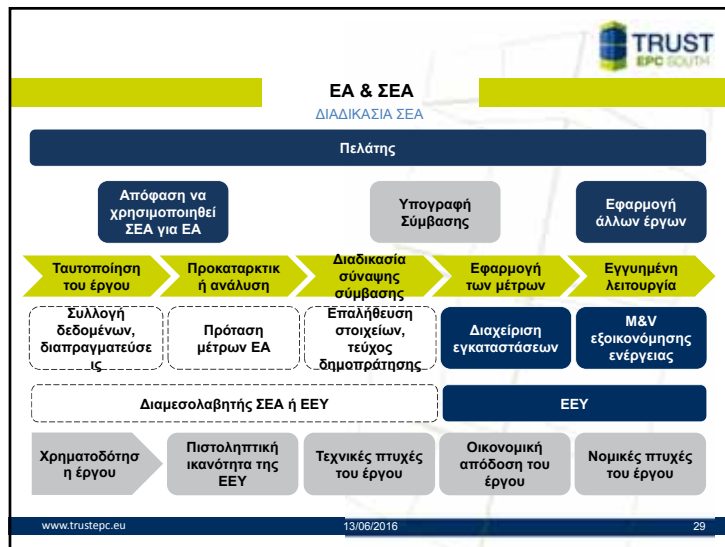 TRUST
EPC SOUTH
ΕΑ & ΣΕΑ
ΔΙΑΔΙΚΑΣΙΑ ΣΕΑ
Πελάτης
Απόφαση να
χρησιμοποιηθεί
ΣΕΑ για ΕΑ
Υπογραφή
Σύμβασης
Εφαρμογή
άλλων έργων
Ταυτοποίηση
του έργου
Προκαταρκτικ
ή ανάλυση
Διαδικασία
σύναψης
σύμβασης
Εφαρμογή
των μέτρων
Εγγυημένη
λειτουργία
Συλλογή
δεδομένων,
διαπραγματεύσε
ις
Πρόταση
μέτρων ΕΑ
Επαλήθευση
στοιχείων,
τεύχος
δημοπράτησης
Διαχείριση
εγκαταστάσεων
M&V
εξοικονόμησης
ενέργειας
Διαμεσολαβητής ΣΕΑ ή ΕΕΥ
ΕΕΥ
Χρηματοδότησ
η έργου
Πιστοληπτική
ικανότητα της
ΕΕΥ
Τεχνικές πτυχές
του έργου
Οικονομική
απόδοση του
έργου
Νομικές πτυχές
του έργου
www.trustepc.eu
13/06/2016
29